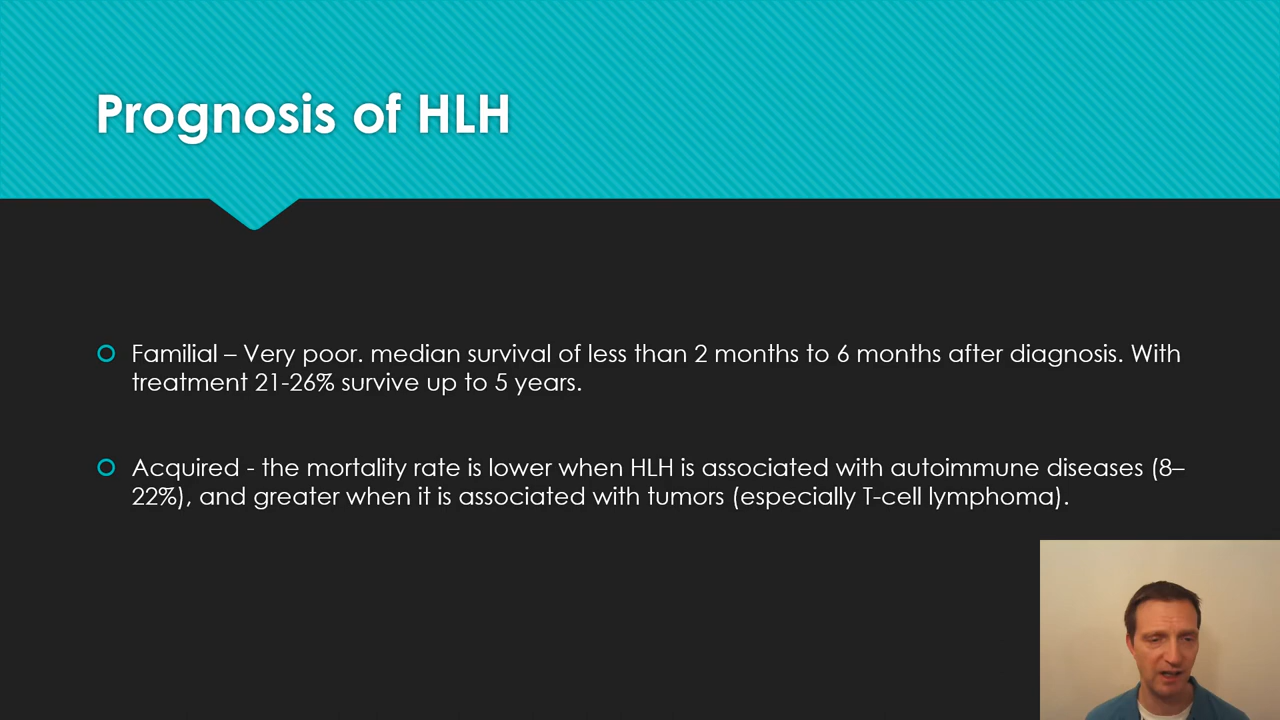 Prognosis of HLH
Familial – Very poor. median survival of less than 2 months to 6 months after diagnosis. With
treatment 21-26% survive up to 5 years.
Acquired - the mortality rate is lower when HLH is associated with autoimmune diseases (8–
22%), and greater when it is associated with tumors (especially T-cell lymphoma).